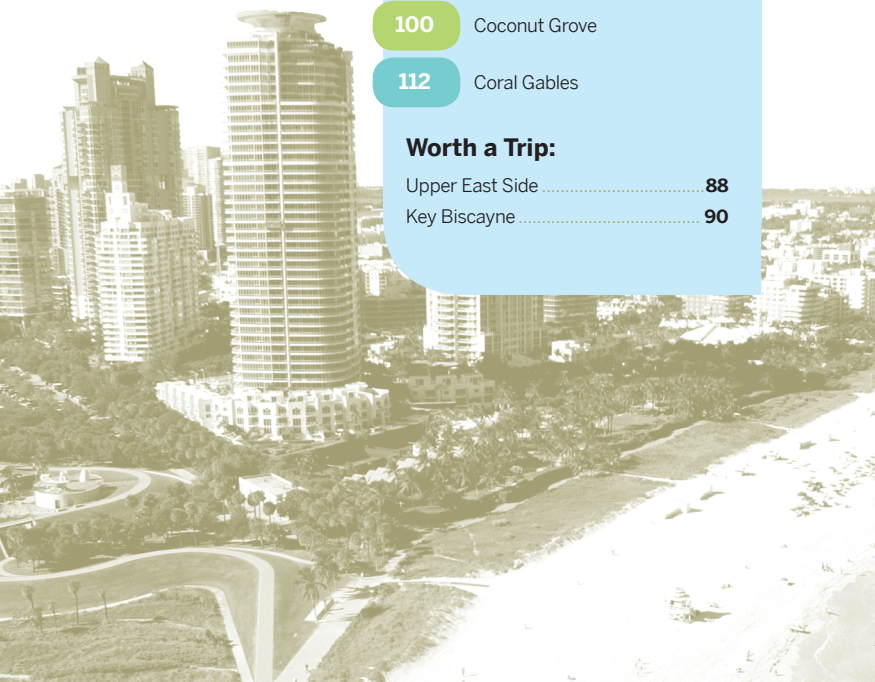 100 Coconut Grove
112 Coral Gables
Worth a Trip:
Upper East Side 88
Key Biscayne 90